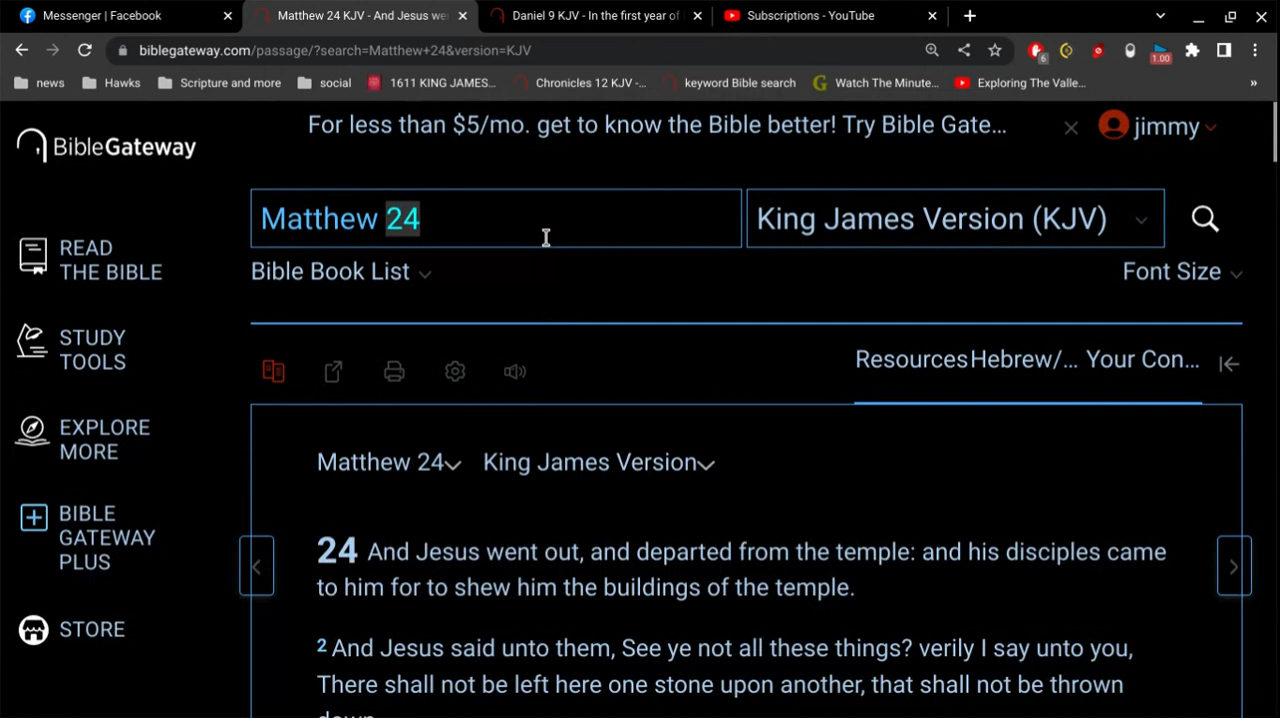 Messenger | Facebook
Matthew 24 KJV - And Jesus we
Daniel 9 KJV - In the first year of
Subscriptions - YouTube
biblegateway.com/passage/?search=Matthew+24&version=KJV
6
1.00
news
Hawks
Scripture and more
social
1611 KING JAMES...
Chronicles 12 KJV -...
keyword Bible search
Watch The Minute...
Exploring The Valle...
»
BibleGateway
For less than $5/mo. get to know the Bible better! Try Bible Gate...
jimmy
Matthew 24
King James Version (KJV)
Bible Book List
Font Size
READ
THE BIBLE
STUDY
TOOLS
EXPLORE
MORE
BIBLE
GATEWAY
PLUS
STORE
Resources
Hebrew/...
Your Con...
Matthew 24
King James Version
24 And Jesus went out, and departed from the temple: and his disciples came
to him for to shew him the buildings of the temple.
2 And Jesus said unto them, See ye not all these things? verily I say unto you,
There shall not be left here one stone upon another, that shall not be thrown
down.